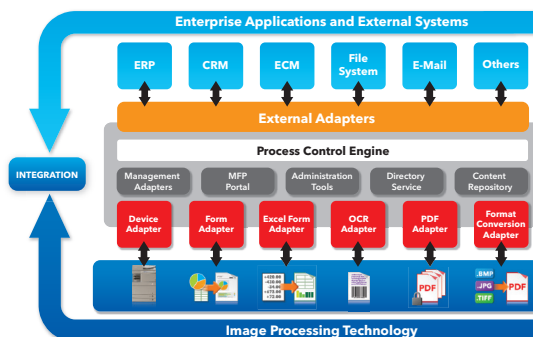 Enterprise Applications and External Systems
ERP
CRM
ECM
File
System
E-Mail
Others
External Adapters
Process Control Engine
INTEGRATION
Management
Adapters
MFP
Portal
Administration
Tools
Directory
Service
Content
Repository
Device
Adapter
Form
Adapter
Excel Form
Adapter
OCR
Adapter
PDF
Adapter
Format
Conversion
Adapter
PDF
.BMP
.JPG
.TIFF
PDF
Image Processing Technology